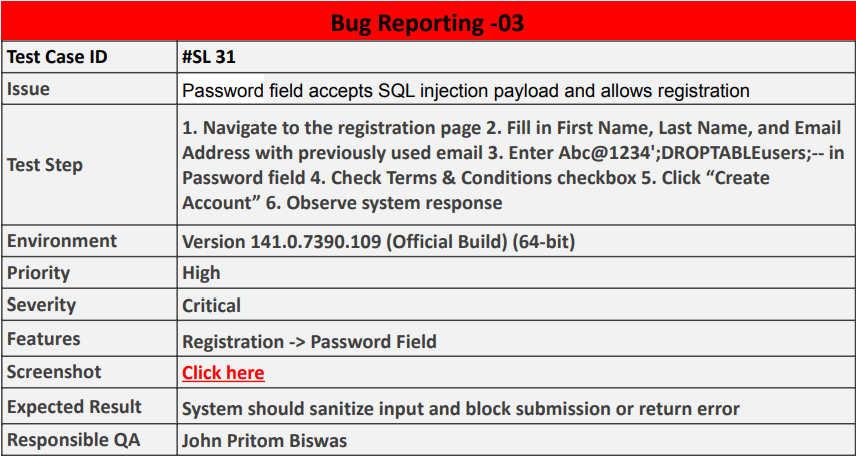 Bug Reporting -03
Test Case ID #SL 31
Issue Password field accepts SQL injection payload and allows registration
Test Step 1. Navigate to the registration page 2. Fill in First Name, Last Name, and Email
Address with previously used email 3. Enter Abc@1234';DROPTABLEusers;-- in
Password field 4. Check Terms & Conditions checkbox 5. Click “Create
Account” 6. Observe system response
Environment Version 141.0.7390.109 (Official Build) (64-bit)
Priority High
Severity Critical
Features Registration -> Password Field
Screenshot Click here
Expected Result System should sanitize input and block submission or return error
Responsible QA John Pritom Biswas